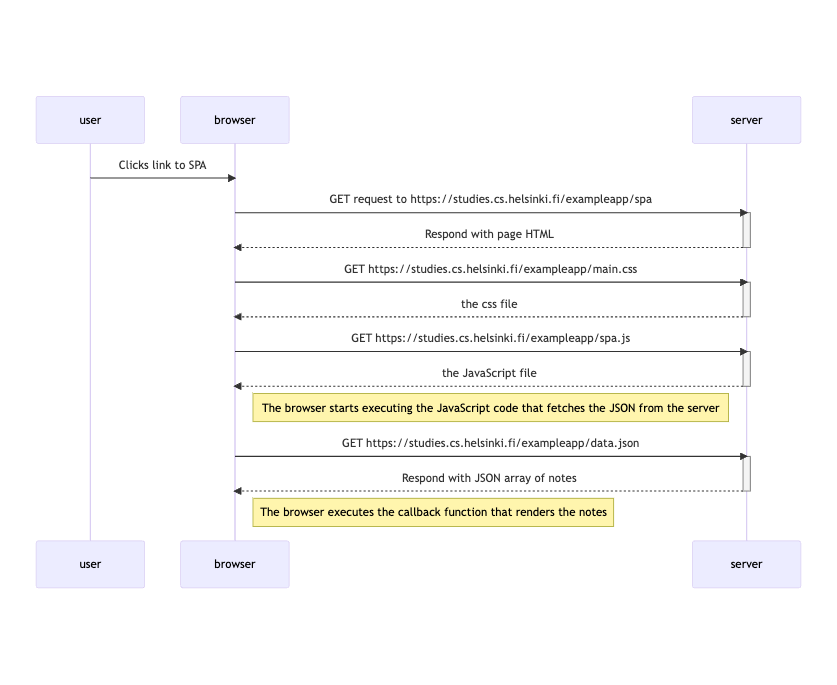 user
browser
server
Clicks link to SPA
GET request to https://studies.cs.helsinki.fi/exampleapp/spa
Respond with page HTML
GET https://studies.cs.helsinki.fi/exampleapp/main.css
the css file
GET https://studies.cs.helsinki.fi/exampleapp/spa.js
the JavaScript file
The browser starts executing the JavaScript code that fetches the JSON from the server
GET https://studies.cs.helsinki.fi/exampleapp/data.json
Respond with JSON array of notes
The browser executes the callback function that renders the notes
user
browser
server